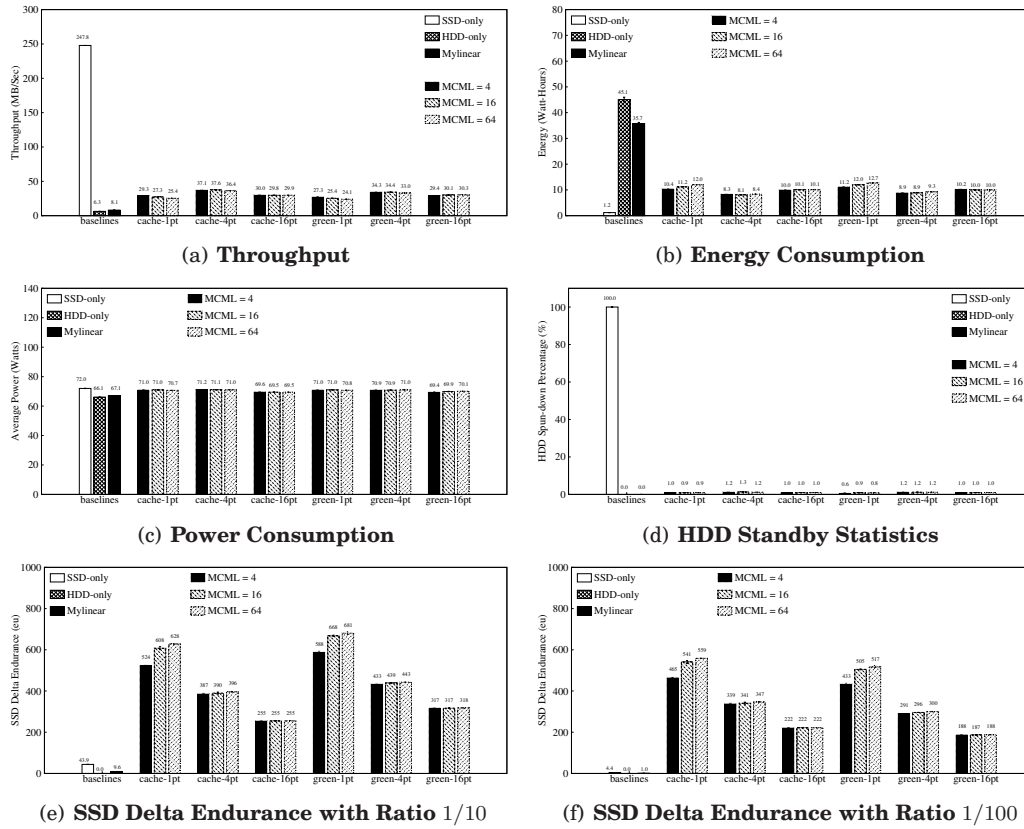 300
250
200
150
100
50
0
Throughput (MB/Sec)
SSD-only
HDD-only
Mylinear
MCML = 4
MCML = 16
MCML = 64
247.8
6.3
8.1
29.3 27.3 25.4
37.1 37.6 36.4
30.0 29.8 29.9
27.3 25.4 24.1
34.3 34.4 33.0
29.4 30.1 30.3
baselines cache-1pt cache-4pt cache-16pt green-1pt green-4pt green-16pt
(a) Throughput
80
70
60
50
40
30
20
10
0
Energy (Watt-Hours)
SSD-only
HDD-only
Mylinear
MCML = 4
MCML = 16
MCML = 64
1.2
45.1
35.7
10.4 11.2 12.0
8.3 8.1 8.4
10.0 10.1 10.1
11.2 12.0 12.7
8.9 8.9 9.3
10.2 10.0 10.0
baselines cache-1pt cache-4pt cache-16pt green-1pt green-4pt green-16pt
(b) Energy Consumption
140
120
100
80
60
40
20
0
Average Power (Watts)
SSD-only
HDD-only
Mylinear
MCML = 4
MCML = 16
MCML = 64
72.0
66.1 67.1
71.0 71.0 70.7
71.2 71.1 71.0
69.6 69.5 69.5
71.0 71.0 70.8
70.9 70.9 71.0
69.4 69.9 70.1
baselines cache-1pt cache-4pt cache-16pt green-1pt green-4pt green-16pt
(c) Power Consumption
100
80
60
40
20
0
HDD Spun-down Percentage (%)
SSD-only
HDD-only
Mylinear
MCML = 4
MCML = 16
MCML = 64
100.0
0.0 0.0
1.0 0.9 0.9
1.2 1.3 1.2
1.0 1.0 1.0
0.6 0.9 0.8
1.2 1.2 1.2
1.0 1.0 1.0
baselines cache-1pt cache-4pt cache-16pt green-1pt green-4pt green-16pt
(d) HDD Standby Statistics
1000
800
600
400
200
0
SSD Delta Endurance (eu)
SSD-only
HDD-only
Mylinear
MCML = 4
MCML = 16
MCML = 64
43.9
0.0
9.6
524 608 628
387 390 396
255 255 255
588 668 681
433 439 443
317 317 318
baselines cache-1pt cache-4pt cache-16pt green-1pt green-4pt green-16pt
(e) SSD Delta Endurance with Ratio 1/10
1000
800
600
400
200
0
SSD Delta Endurance (eu)
SSD-only
HDD-only
Mylinear
MCML = 4
MCML = 16
MCML = 64
4.4 0.0 1.0
465 541 559
339 341 347
222 222 222
433 505 517
291 296 300
188 187 188
baselines cache-1pt cache-4pt cache-16pt green-1pt green-4pt green-16pt
(f) SSD Delta Endurance with Ratio 1/100